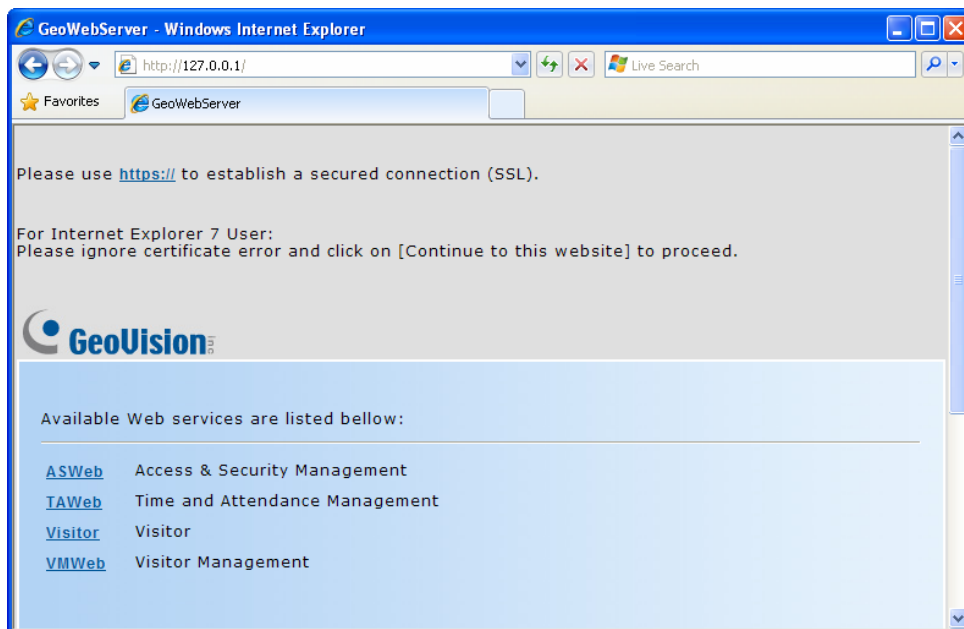 GeoWebServer - Windows Internet Explorer
http://127.0.0.1/
Live Search
Favorites
GeoWebServer
Please use https:// to establish a secured connection (SSL).
For Internet Explorer 7 User:
Please ignore certificate error and click on [Continue to this website] to proceed.
GeoVision
Available Web services are listed bellow:
ASWeb Access & Security Management
TAWeb Time and Attendance Management
Visitor Visitor
VMWeb Visitor Management